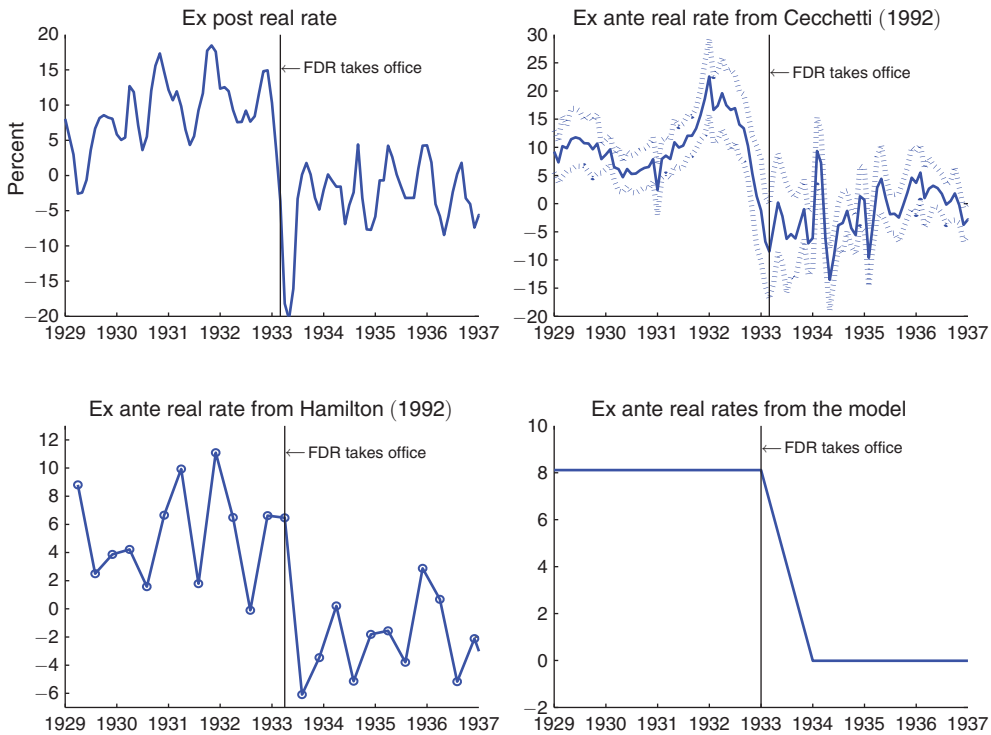 Ex post real rate
Percent
20
15
10
5
0
−5
−10
−15
−20
← FDR takes office
1929 1930 1931 1932 1933 1934 1935 1936 1937
Ex ante real rate from Cecchetti (1992)
30
25
20
15
10
5
0
−5
−10
−15
−20
← FDR takes office
1929 1930 1931 1932 1933 1934 1935 1936 1937
Ex ante real rate from Hamilton (1992)
12
10
8
6
4
2
0
−2
−4
−6
← FDR takes office
1929 1930 1931 1932 1933 1934 1935 1936 1937
Ex ante real rates from the model
10
8
6
4
2
0
−2
← FDR takes office
1929 1930 1931 1932 1933 1934 1935 1936 1937